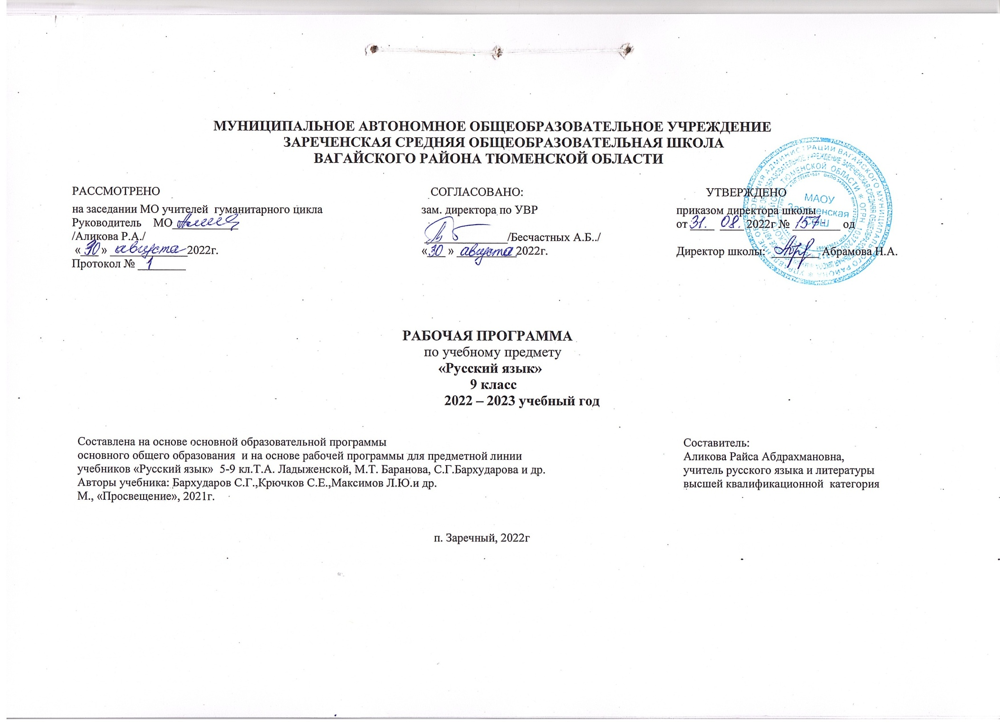 МУНИЦИПАЛЬНОЕ АВТОНОМНОЕ ОБЩЕОБРАЗОВАТЕЛЬНОЕ УЧРЕЖДЕНИЕ
ЗАРЕЧЕНСКАЯ СРЕДНЯЯ ОБЩЕОБРАЗОВАТЕЛЬНАЯ ШКОЛА
ВАГАЙСКОГО РАЙОНА ТЮМЕНСКОЙ ОБЛАСТИ
РАССМОТРЕНО
на заседании МО учителей гуманитарного цикла
Руководитель МО
/Аликова Р.А./
«30» августа 2022г.
Протокол № 1
СОГЛАСОВАНО:
зам. директора по УВР
/Бесчастных А.Б../
«30 » августа 2022г.
УТВЕРЖДЕНО
приказом директора школы
от 31. 08. 2022г № 157- од
Директор школы: Абрамова Н.А.
МАОУ
Зареченская
СОШ
РАБОЧАЯ ПРОГРАММА
по учебному предмету
«Русский язык»
9 класс
2022 – 2023 учебный год
Составлена на основе основной образовательной программы
основного общего образования и на основе рабочей программы для предметной линии
учебников «Русский язык» 5-9 кл.Т.А. Ладыженской, М.Т. Баранова, С.Г.Бархударова и др.
Авторы учебника: Бархударов С.Г.,Крючков С.Е.,Максимов Л.Ю.и др.
М., «Просвещение», 2021г.
Составитель:
Аликова Райса Абдрахмановна,
учитель русского языка и литературы
высшей квалификационной категория
п. Заречный, 2022г